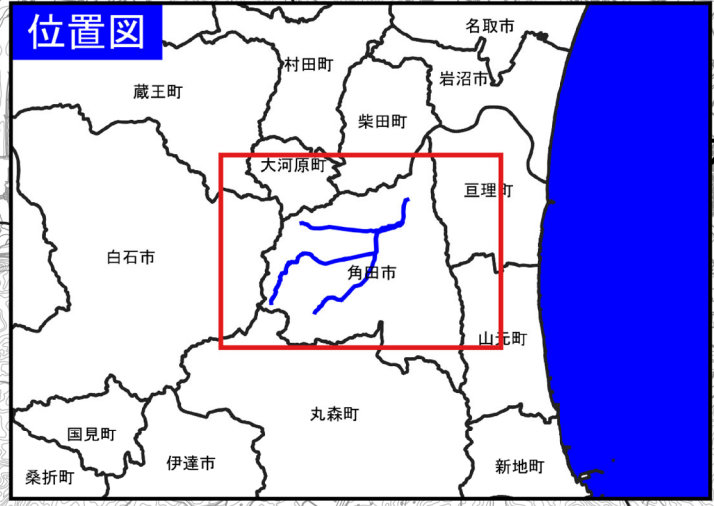 位置図
名取市
村田町
岩沼市
蔵王町
柴田町
大河原町
亘理町
白石市
角田市
山元町
丸森町
国見町
伊達市
新地町
桑折町